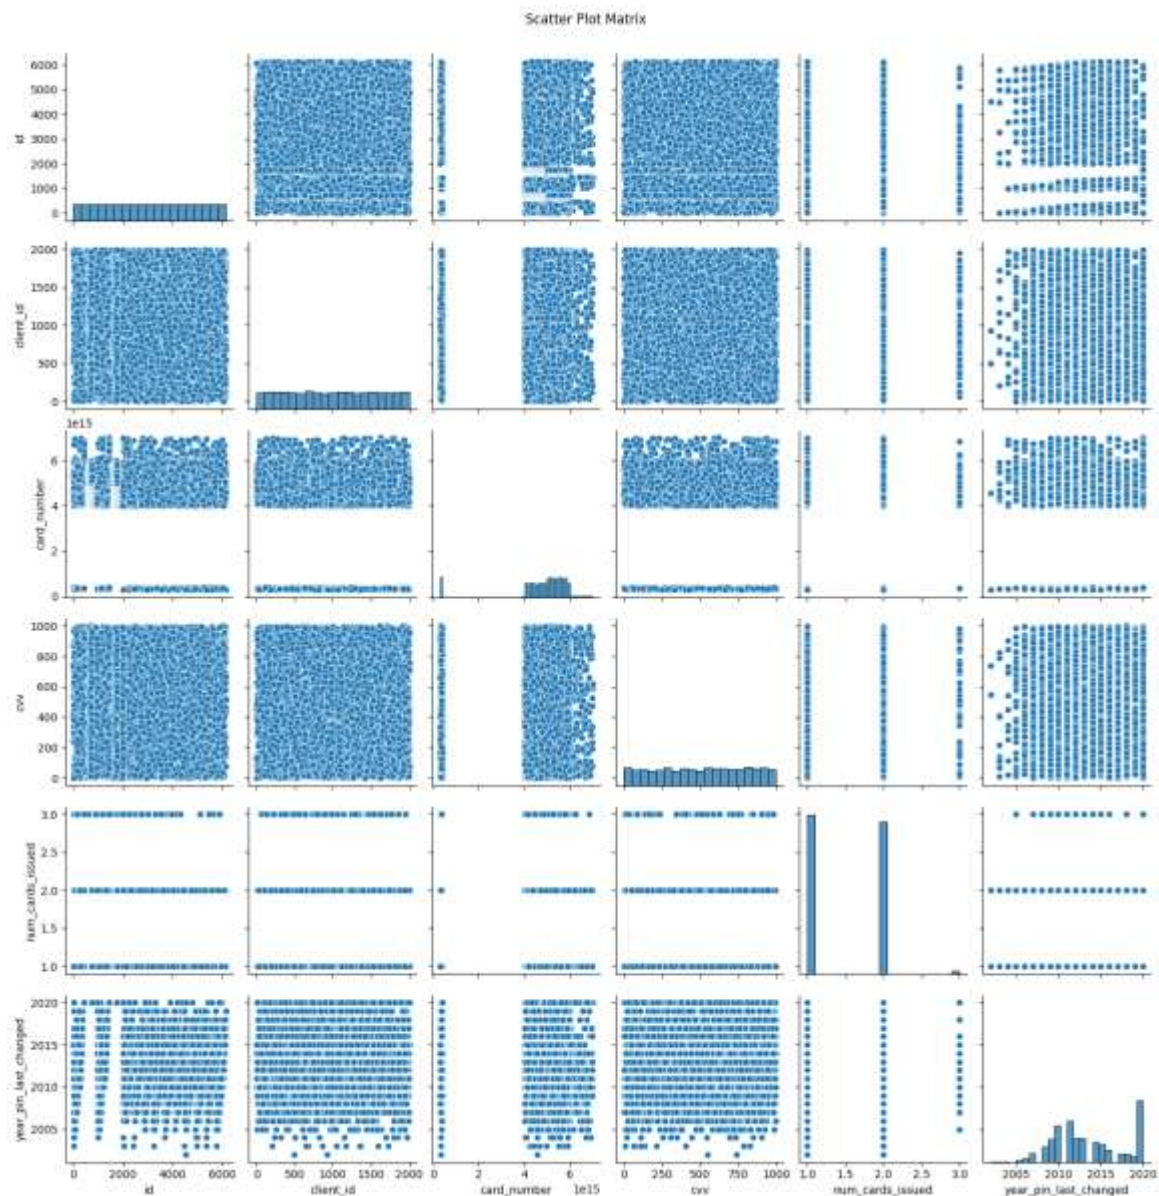 Scatter Plot Matrix
6000
5000
4000
3000
2000
1000
0
id
2000
1500
1000
500
0
client_id
1e15
6
4
2
0
card_number
1000
800
600
400
200
0
cvv
3.0
2.5
2.0
1.5
1.0
num_cards_issued
2020
2015
2010
2005
year_pin_last_changed
0 2000 4000 6000
0 500 1000 1500 2000
0 2 4 6
0 250 500 750 1000
1.0 1.5 2.0 2.5 3.0
2005 2010 2015 2020
id
client_id
card_number 1e15
cvv
num_cards_issued
year_pin_last_changed